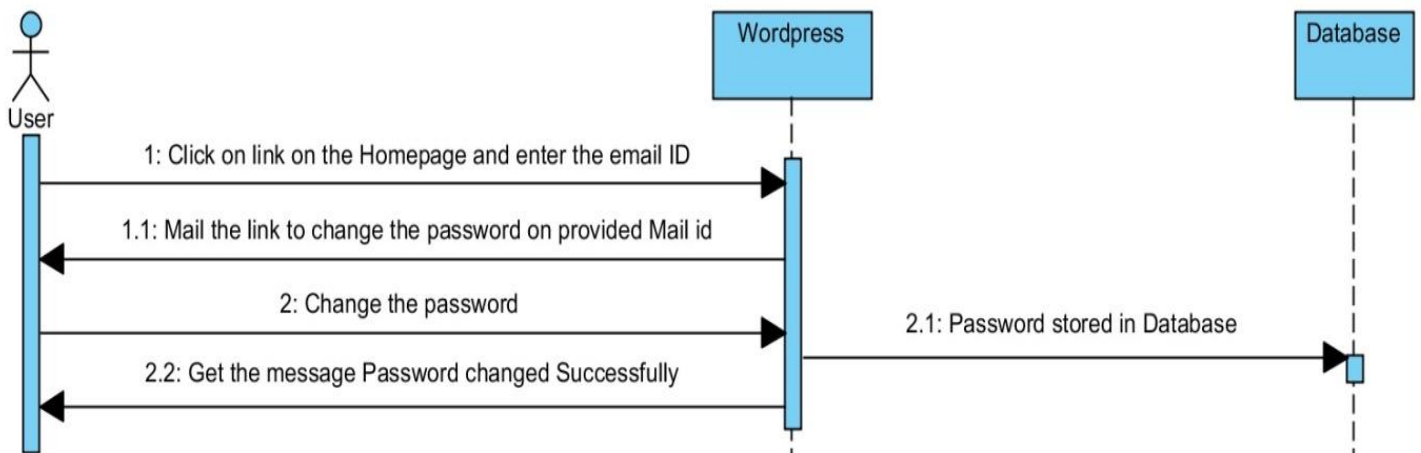 Wordpress
Database
User
1: Click on link on the Homepage and enter the email ID
1.1: Mail the link to change the password on provided Mail id
2: Change the password
2.1: Password stored in Database
2.2: Get the message Password changed Successfully